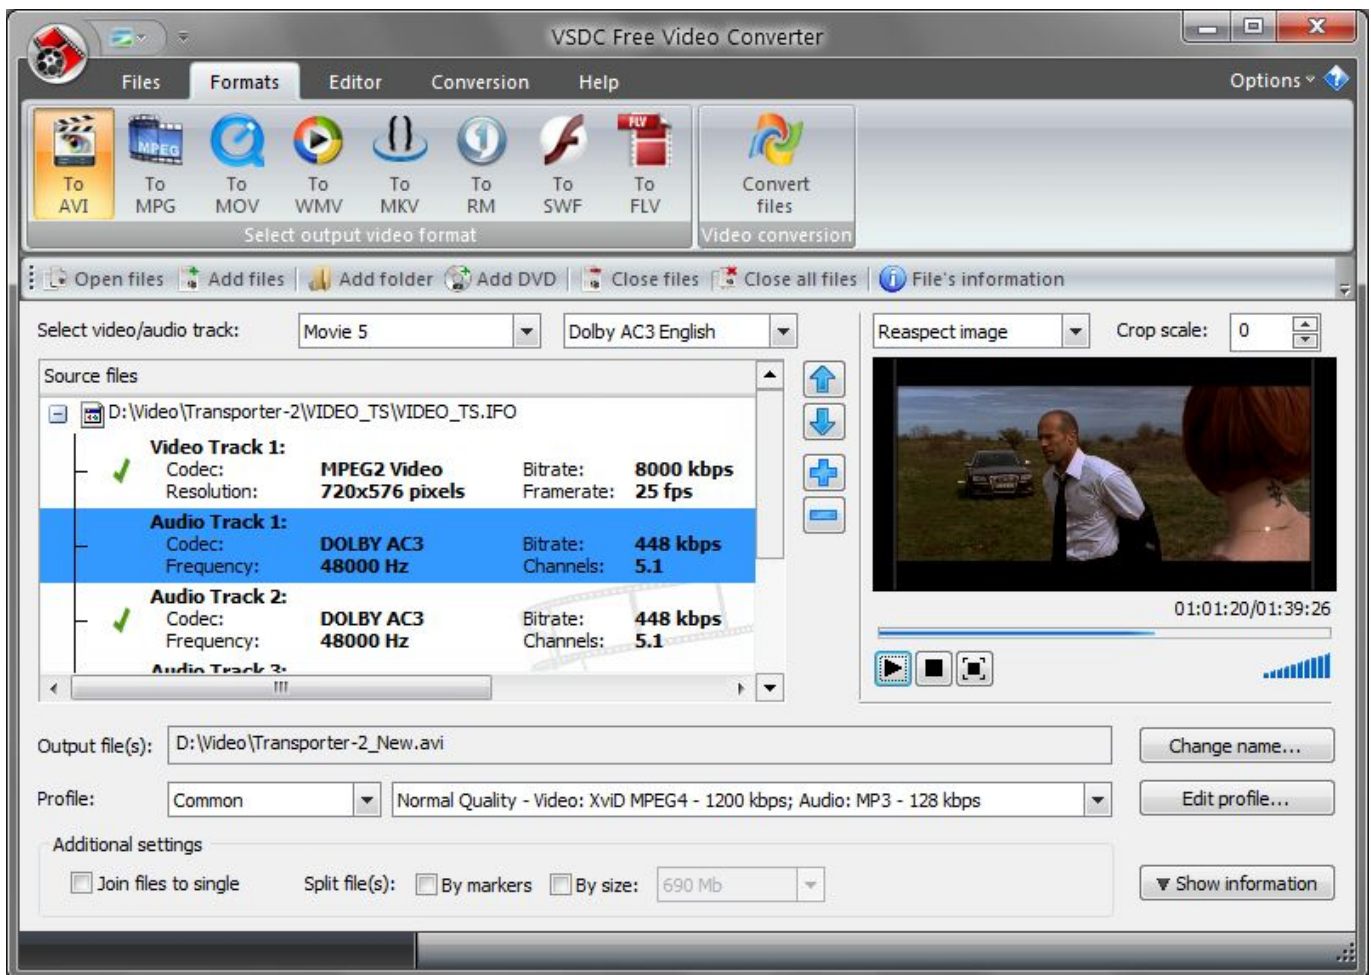 VSDC Free Video Converter
Files Formats Editor Conversion Help Options
MPEG FLV
To AVI
To MPG
To MOV
To WMV
To MKV
To RM
To SWF
To FLV
Convert files
Select output video format
Video conversion
Open files Add files Add folder Add DVD Close files Close all files File's information
Select video/audio track: Movie 5 Dolby AC3 English Reaspect image Crop scale: 0
Source files
D:\Video\Transporter-2\VIDEO_TS\VIDEO_TS.IFO
Video Track 1:
Codec: MPEG2 Video Bitrate: 8000 kbps
Resolution: 720x576 pixels Framerate: 25 fps
Audio Track 1:
Codec: DOLBY AC3 Bitrate: 448 kbps
Frequency: 48000 Hz Channels: 5.1
Audio Track 2:
Codec: DOLBY AC3 Bitrate: 448 kbps
Frequency: 48000 Hz Channels: 5.1
Audio Track 3:
01:01:20/01:39:26
Output file(s): D:\Video\Transporter-2_New.avi Change name...
Profile: Common Normal Quality - Video: XviD MPEG4 - 1200 kbps; Audio: MP3 - 128 kbps Edit profile...
Additional settings
Join files to single Split file(s): By markers By size: 690 Mb Show information